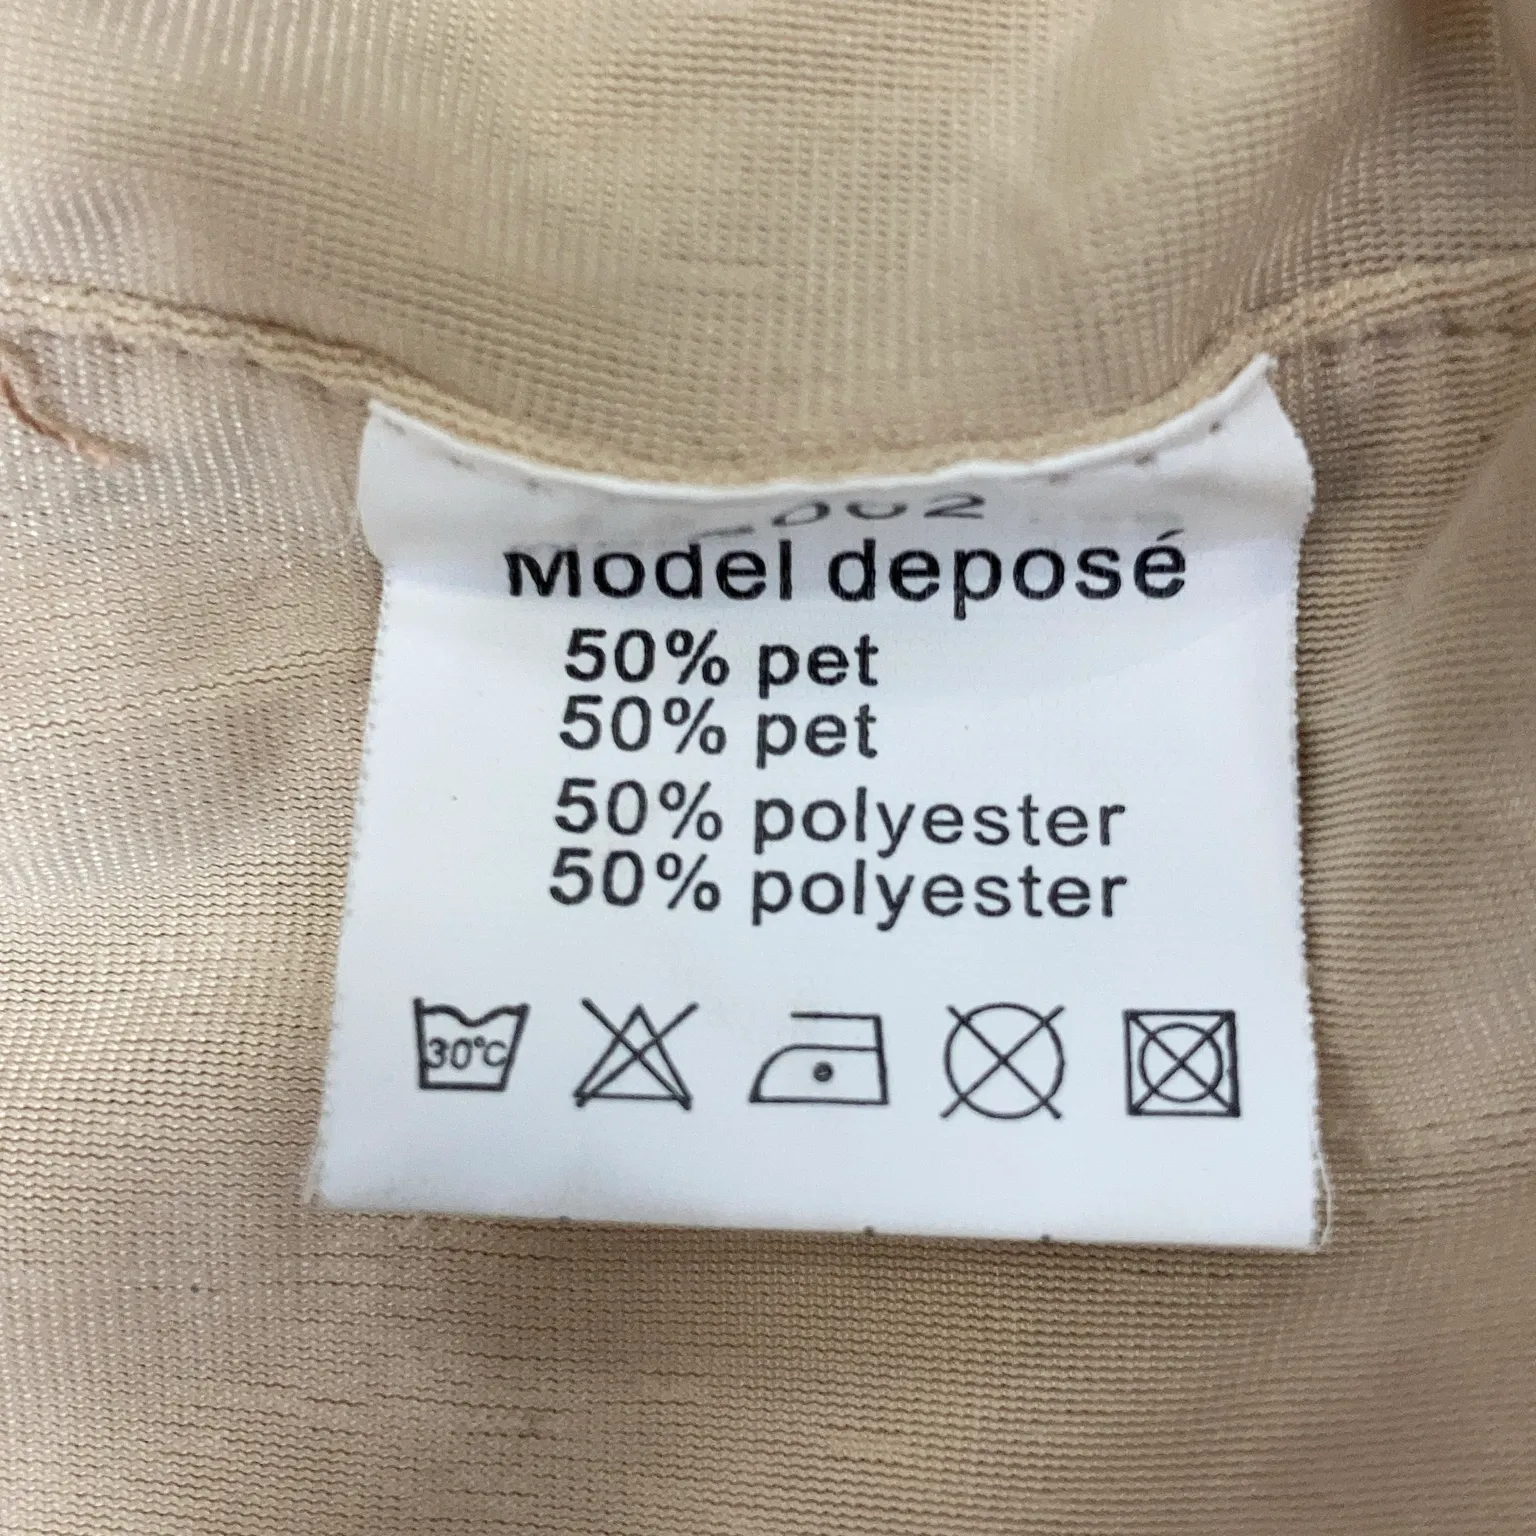 Model deposé
50% pet
50% pet
50% polyester
50% polyester
30°C